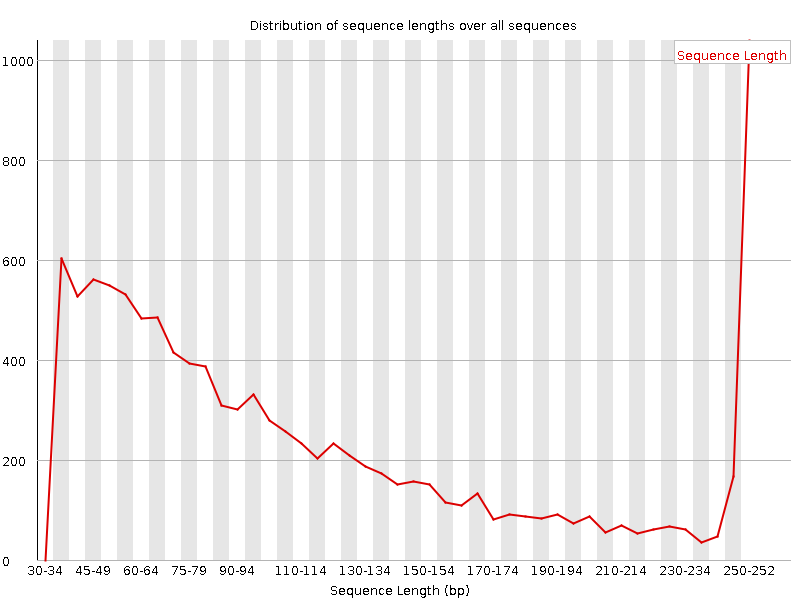 Distribution of sequence lengths over all sequences
Sequence Length
1000
800
600
400
200
0
30-34 45-49 60-64 75-79 90-94 110-114 130-134 150-154 170-174 190-194 210-214 230-234 250-252
Sequence Length (bp)